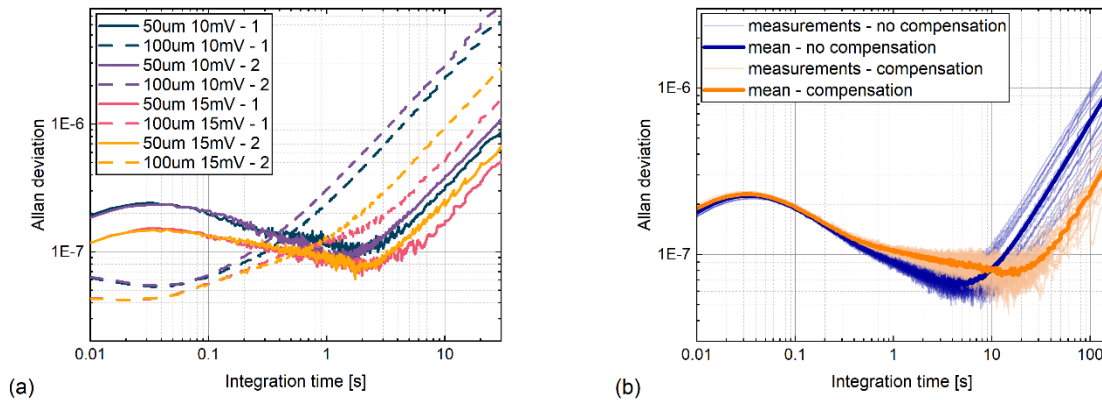 50um 10mV - 1
100um 10mV - 1
50um 10mV - 2
100um 10mV - 2
50um 15mV - 1
100um 15mV - 1
50um 15mV - 2
100um 15mV - 2
1E-6
1E-7
Allan deviation
0.01 0.1 1 10
Integration time [s]
(a)
measurements - no compensation
mean - no compensation
measurements - compensation
mean - compensation
1E-6
1E-7
Allan deviation
0.01 0.1 1 10 100
Integration time [s]
(b)